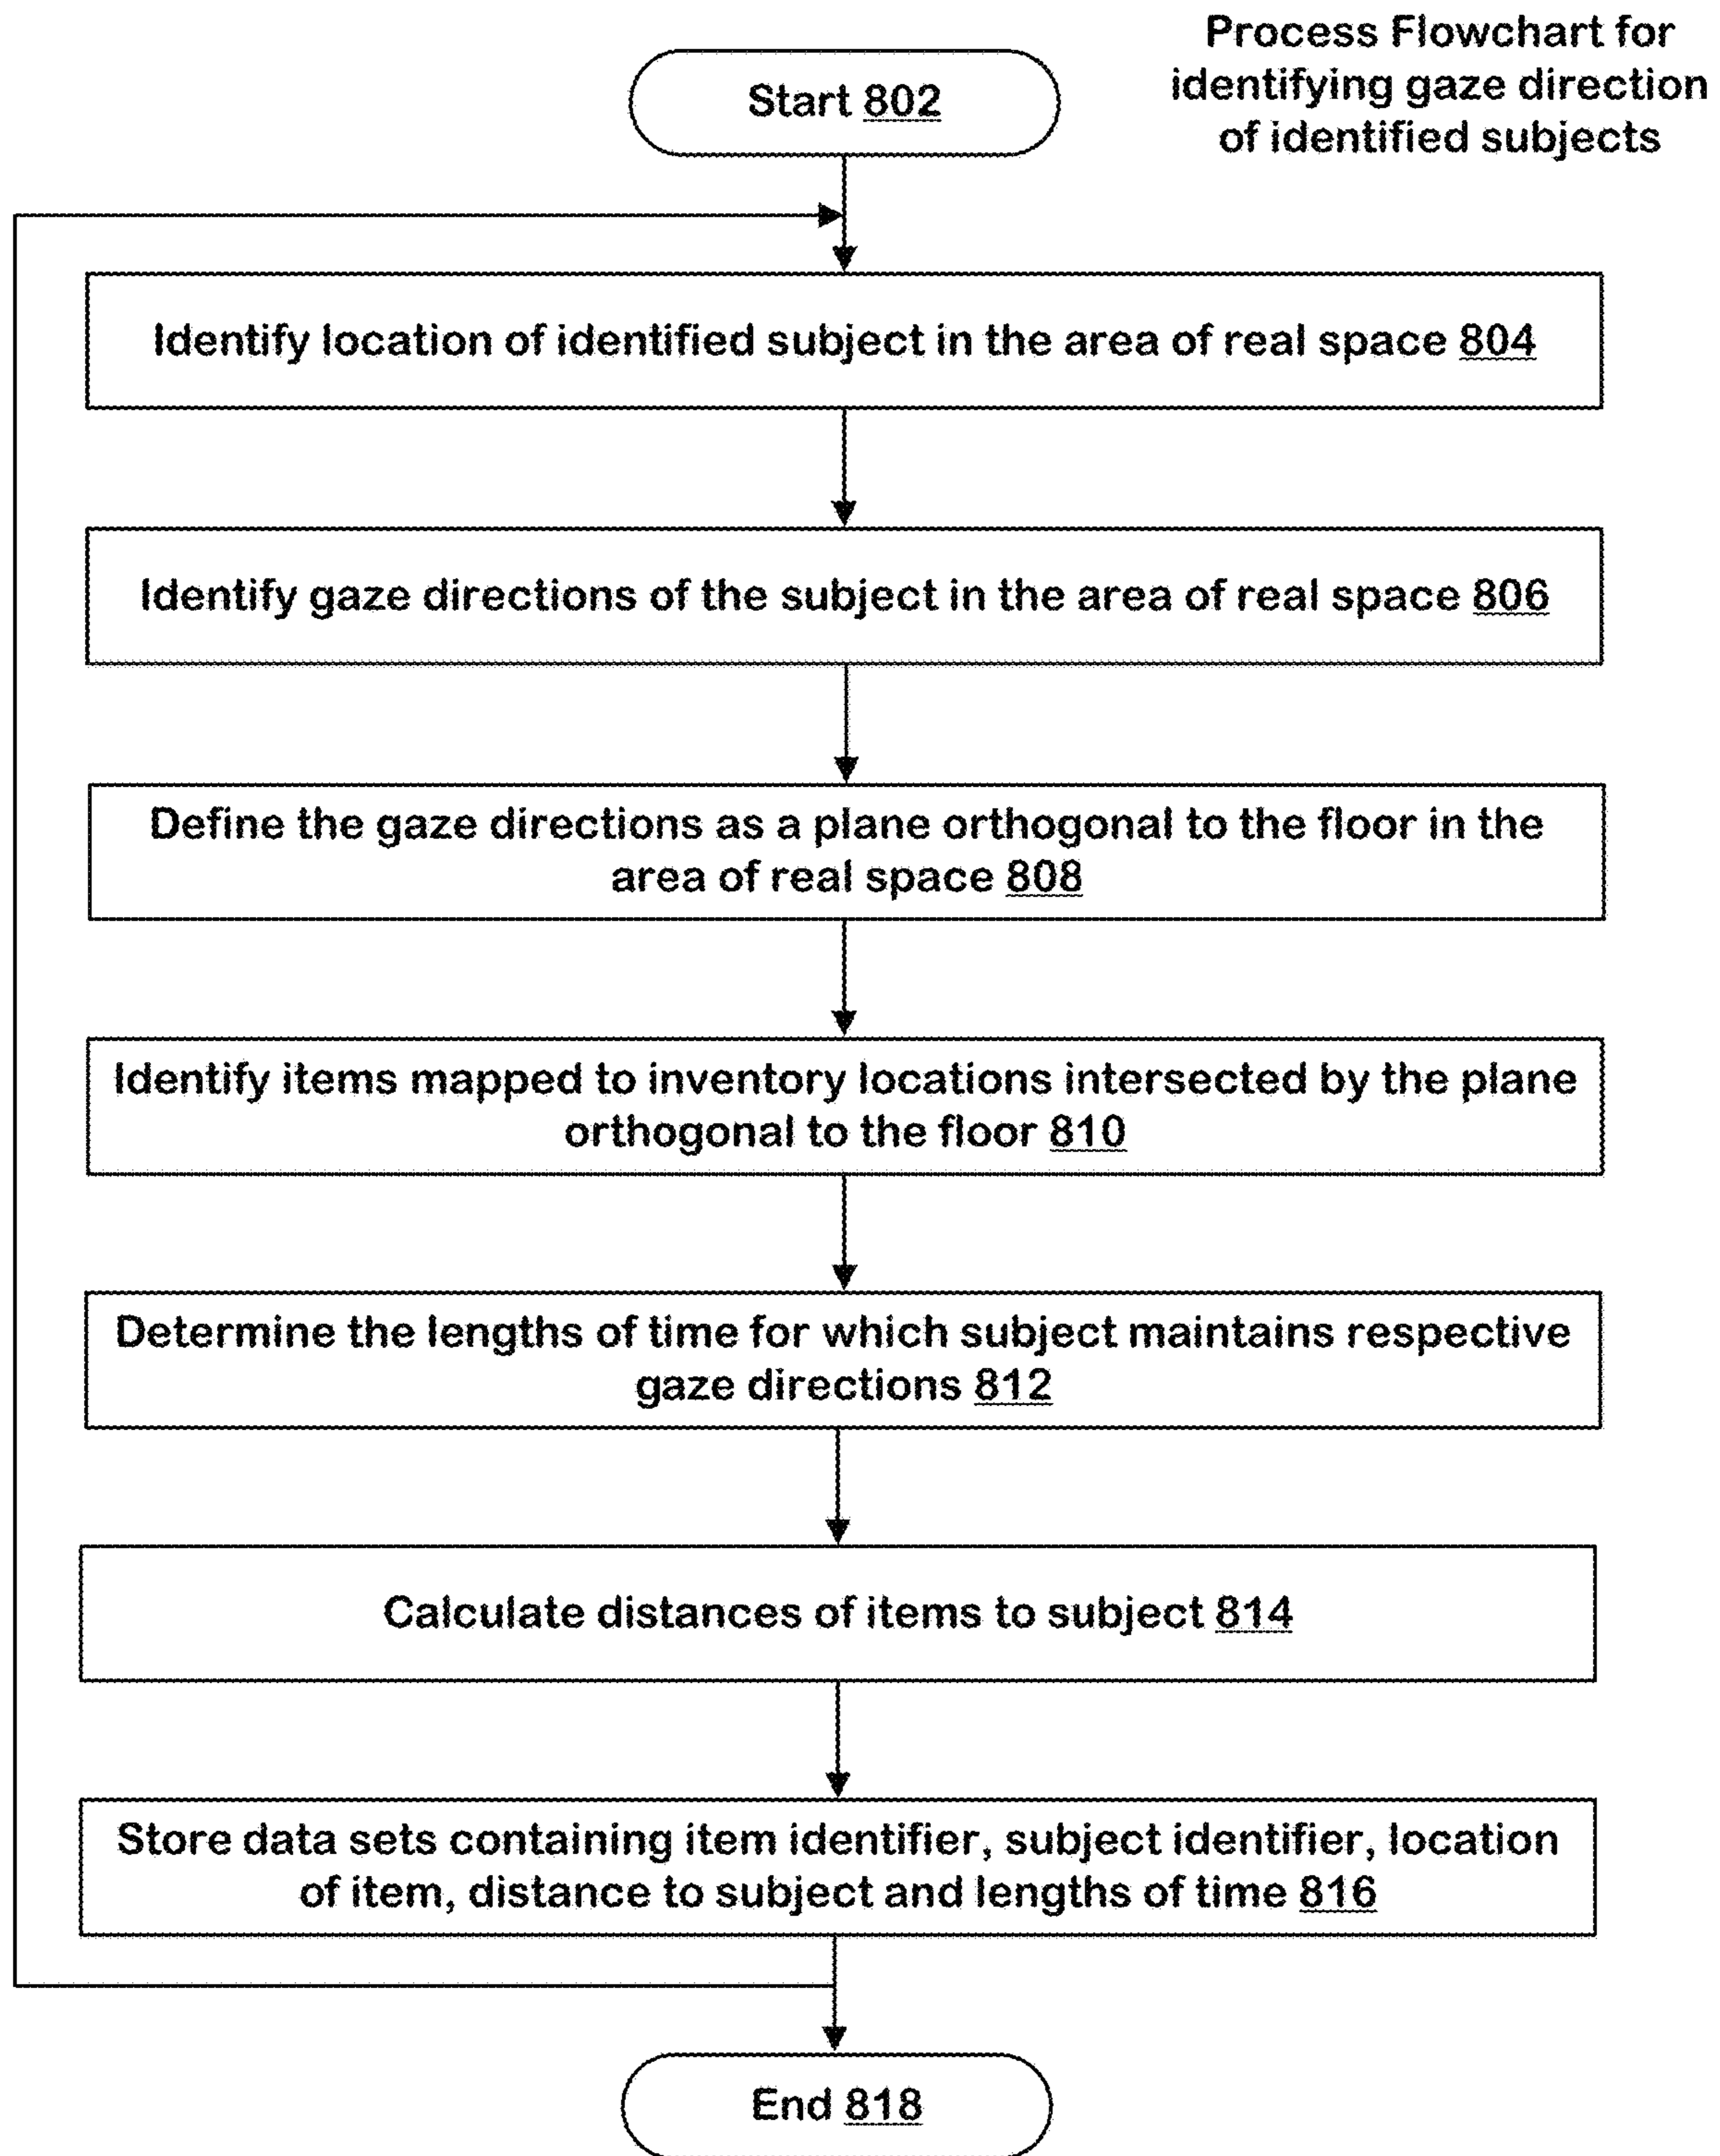 Process Flowchart for
identifying gaze direction
of identified subjects
Start 802
Identify location of identified subject in the area of real space 804
Identify gaze directions of the subject in the area of real space 806
Define the gaze directions as a plane orthogonal to the floor in the
area of real space 808
Identify items mapped to inventory locations intersected by the plane
orthogonal to the floor 810
Determine the lengths of time for which subject maintains respective
gaze directions 812
Calculate distances of items to subject 814
Store data sets containing item identifier, subject identifier, location
of item, distance to subject and lengths of time 816
End 818